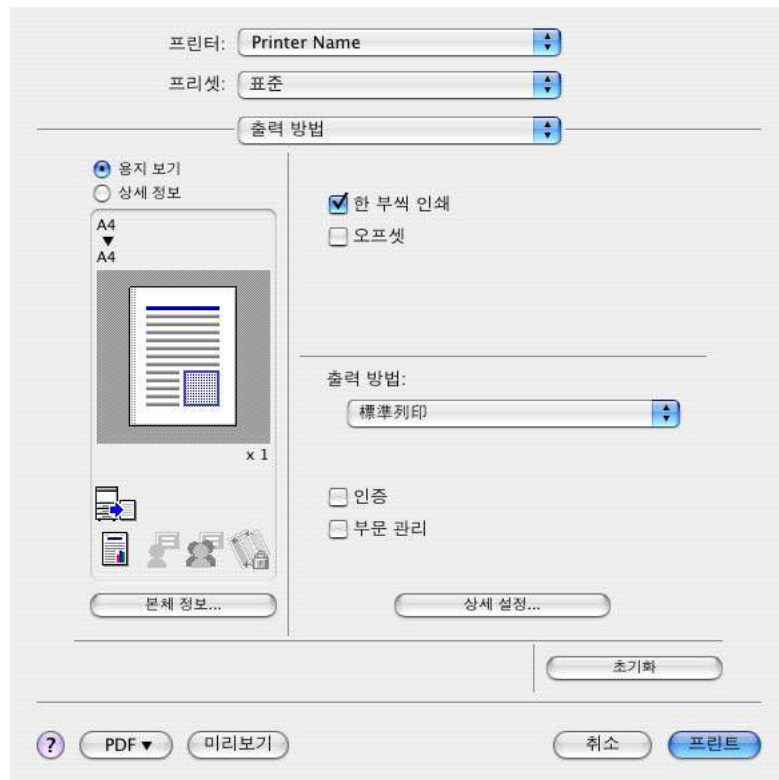 프린터: Printer Name
프리셋: 표준
출력 방법
용지 보기
상세 정보
A4
A4
x 1
본체 정보...
한 부씩 인쇄
오프셋
출력 방법:
標準列印
인증
부문 관리
상세 설정...
초기화
? PDF 미리보기 취소 프린트